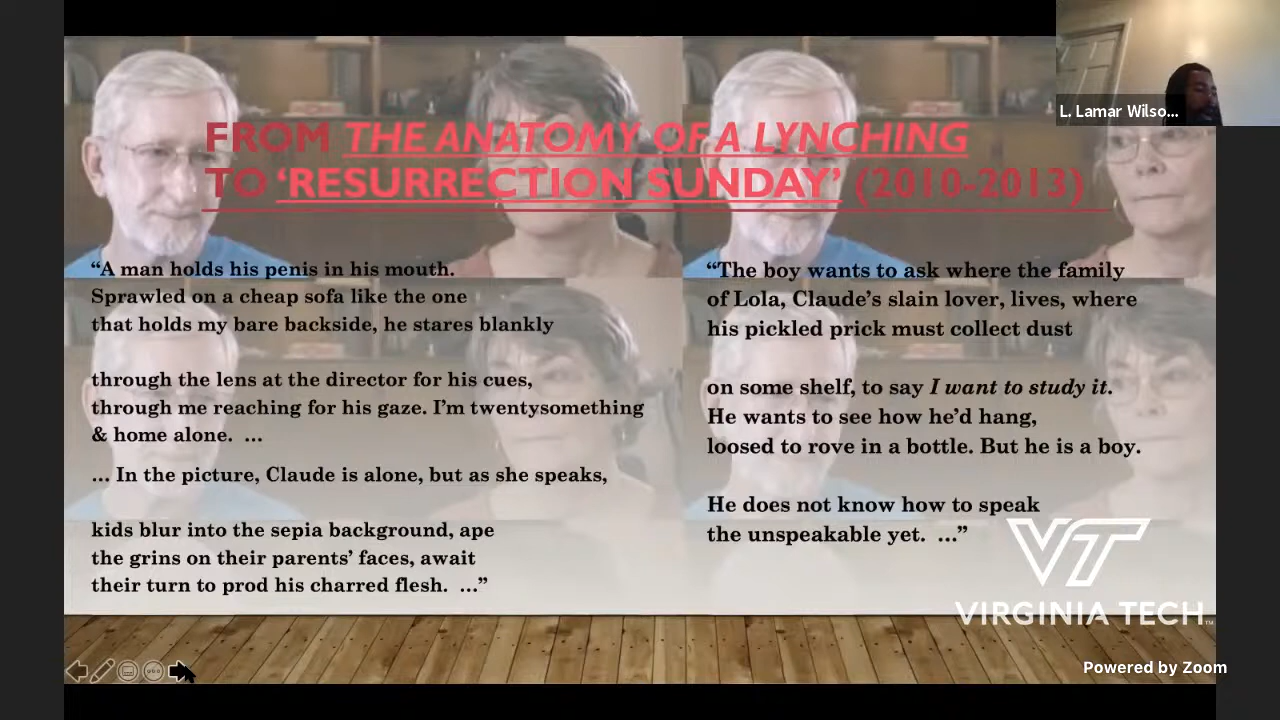 L. Lamar Wilso...
FROM THE ANATOMY OF A LYNCHING
TO ‘RESURRECTION SUNDAY’ (2010-2013)
“A man holds his penis in his mouth.
Sprawled on a cheap sofa like the one
that holds my bare backside, he stares blankly
through the lens at the director for his cues,
through me reaching for his gaze. I’m twentysomething
& home alone. ...
... In the picture, Claude is alone, but as she speaks,
kids blur into the sepia background, ape
the grins on their parents’ faces, await
their turn to prod his charred flesh. ...”
“The boy wants to ask where the family
of Lola, Claude’s slain lover, lives, where
his pickled prick must collect dust
on some shelf, to say I want to study it.
He wants to see how he’d hang,
loosed to rove in a bottle. But he is a boy.
He does not know how to speak
the unspeakable yet. ...”
VT
VIRGINIA TECH™
Powered by Zoom